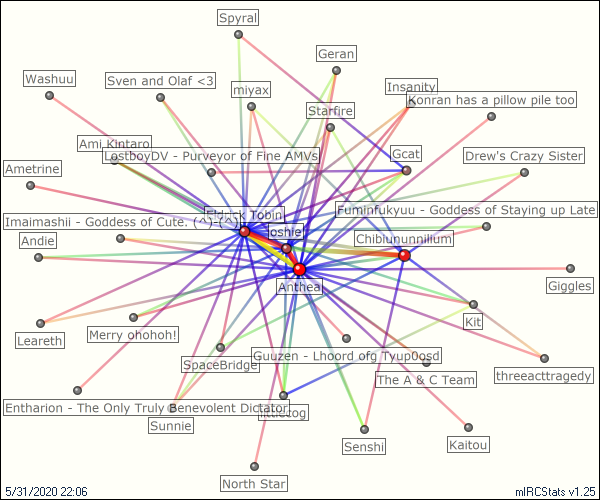 Spyral
Geran
Washuu
Sven and Olaf <3
miyax
Insanity
Konran has a pillow pile too
Starfire
Ami Kintaro
LostboyDV - Purveyor of Fine AMVs
Gcat
Drew's Crazy Sister
Ametrine
Eldrick Tobin
Fuminfukyuu - Goddess of Staying up Late
Imaimashii - Goddess of Cute. (^)-(^)
Joshie
Andie
Chibiununnilum
Anthea
Giggles
Kit
Leareth
Merry ohohoh!
SpaceBridge
Guuzen - Lhoord ofg Tyup0osd
The A & C Team
threeacttragedy
Entharion - The Only Truly Benevolent Dictator
Sunnie
Senshi
Kaitou
North Star
5/31/2020 22:06
mIRCStats v1.25